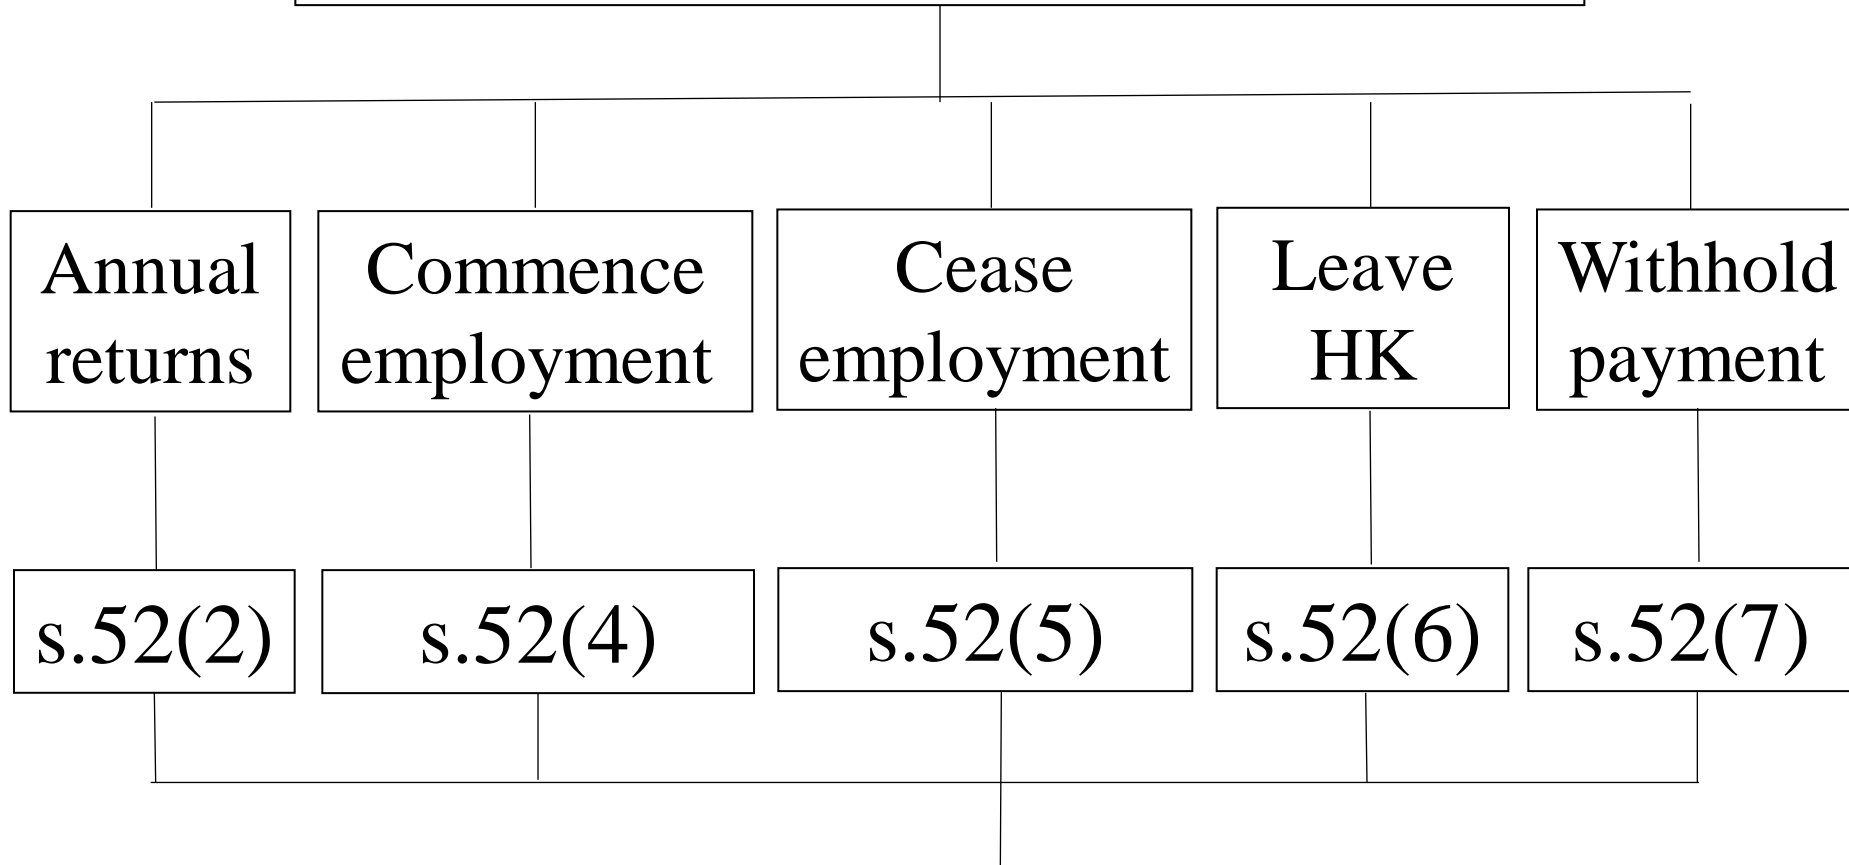 Annual
returns
Commence
employment
Cease
employment
Leave
HK
Withhold
payment
s.52(2)
s.52(4)
s.52(5)
s.52(6)
s.52(7)